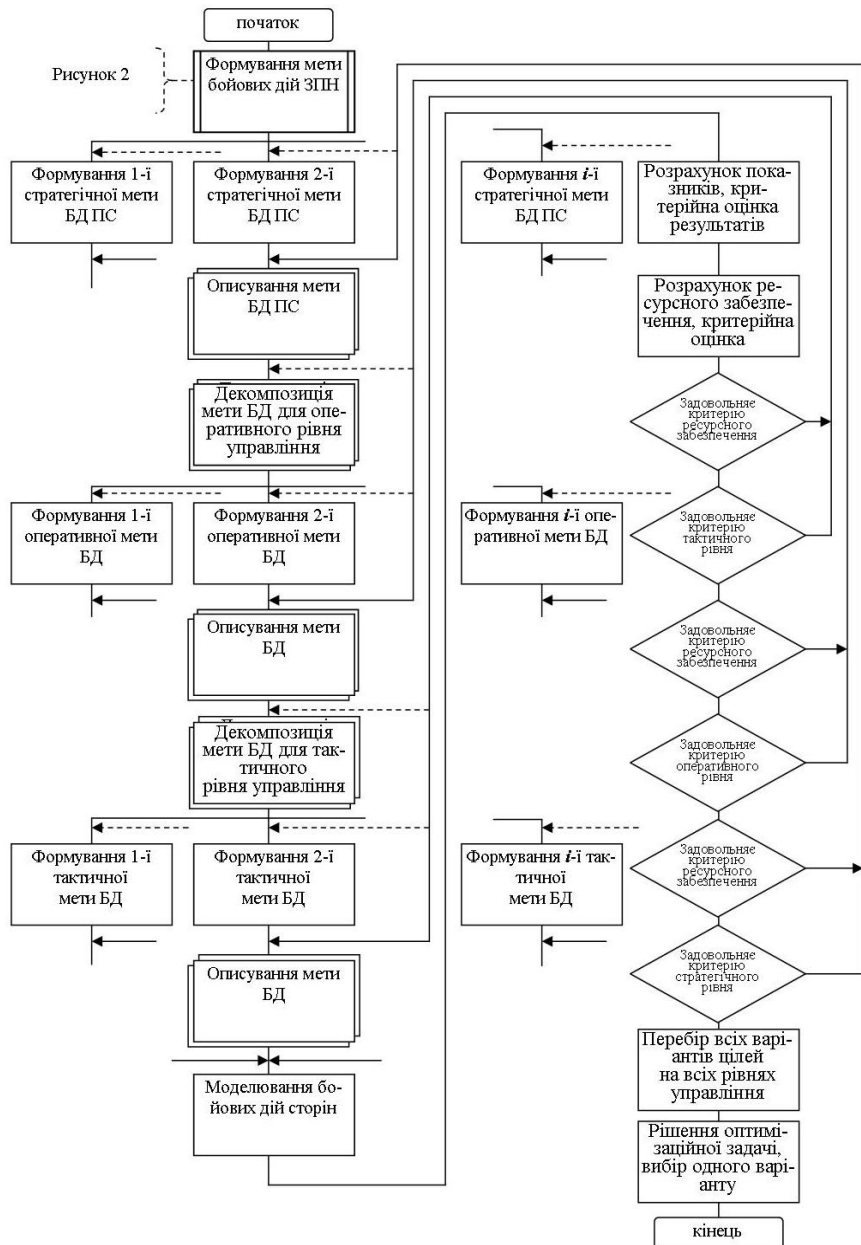 початок
Рисунок 2
Формування мети
бойових дій ЗПН
Формування 1-ї
стратегічної мети
БД ПС
Формування 2-ї
стратегічної мети
БД ПС
Описування мети
БД ПС
Декомпозиція
мети БД для опе-
ративного рівня
управління
Формування 1-ї
оперативної мети
БД
Формування 2-ї
оперативної мети
БД
Описування мети
БД
Декомпозиція
мети БД для так-
тичного
рівня управління
Формування 1-ї
тактичної
мети БД
Формування 2-ї
тактичної
мети БД
Описування мети
БД
Моделювання бо-
йових дій сторін
Формування i-ї
стратегічної мети
БД ПС
Формування i-ї опе-
ративної мети БД
Формування i-ї так-
тичної
мети БД
Розрахунок пока-
зників, кри-
терійна оцінка
результатів
Розрахунок ре-
сурсного забезпе-
чення, критерійна
оцінка
Задовольняє
критерію
ресурсного
забезпечення
Задовольняє
критерію
тактичного
рівня
Задовольняє
критерію
ресурсного
забезпечення
Задовольняє
критерію
оперативного
рівня
Задовольняє
критерію
ресурсного
забезпечення
Задовольняє
критерію
стратегічного
рівня
Перебір всіх варі-
антів цілей
на всіх рівнях
управління
Рішення оптимі-
заційної задачі,
вибір одного варі-
анту
кінець